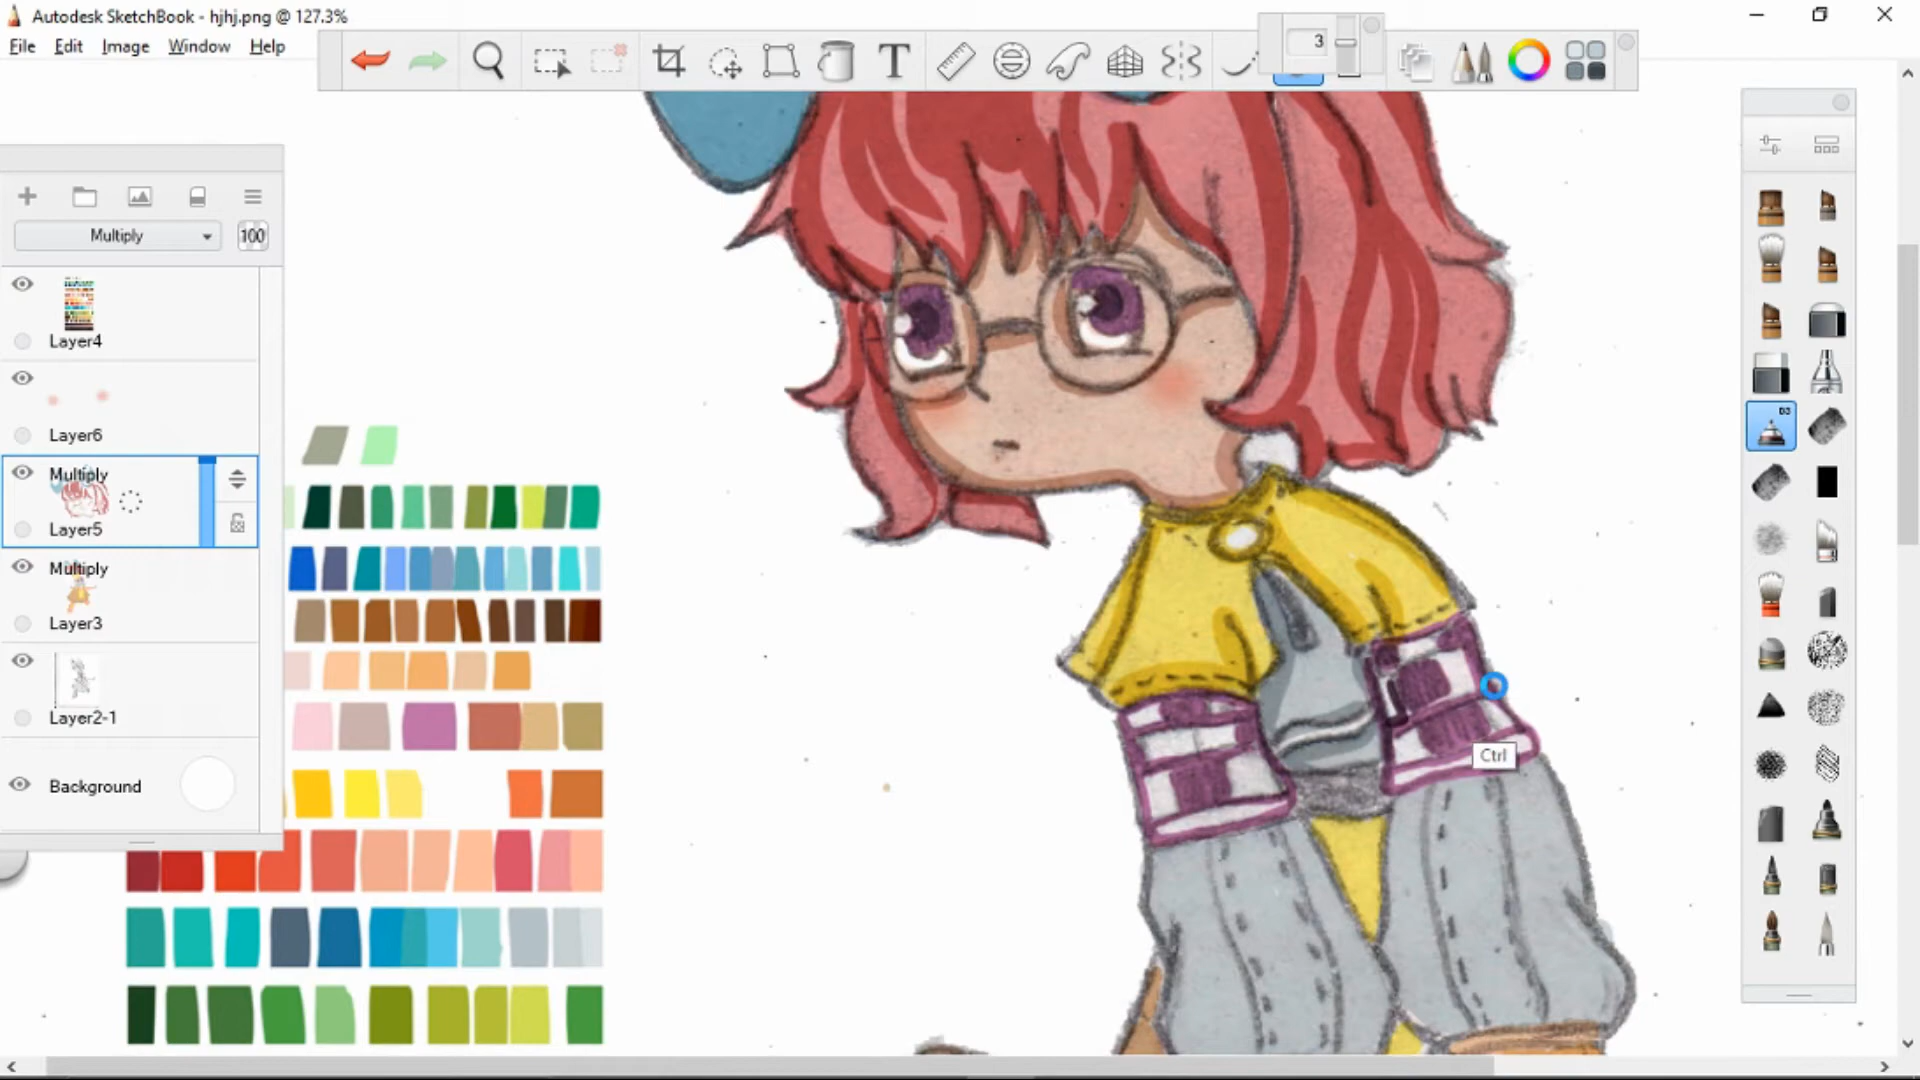 Autodesk SketchBook - hjhj.png @ 127.3%
File Edit Image Window Help
3
T
Multiply 100
Layer4
Layer6
Multiply
Layer5
Multiply
Layer3
Layer2-1
Background
Ctrl